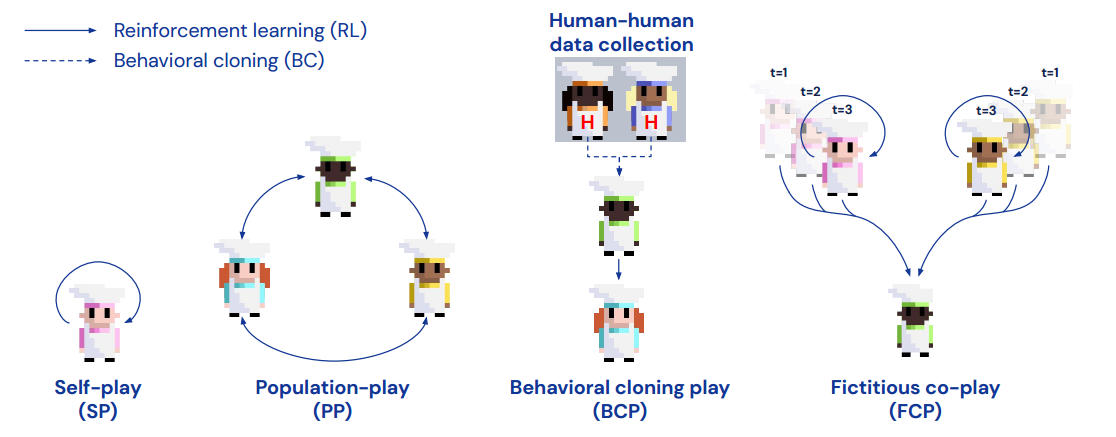 Reinforcement learning (RL)
Behavioral cloning (BC)
Human-human
data collection
H H
t=1
t=2
t=3
t=1
t=2
t=3
Self-play
(SP)
Population-play
(PP)
Behavioral cloning play
(BCP)
Fictitious co-play
(FCP)